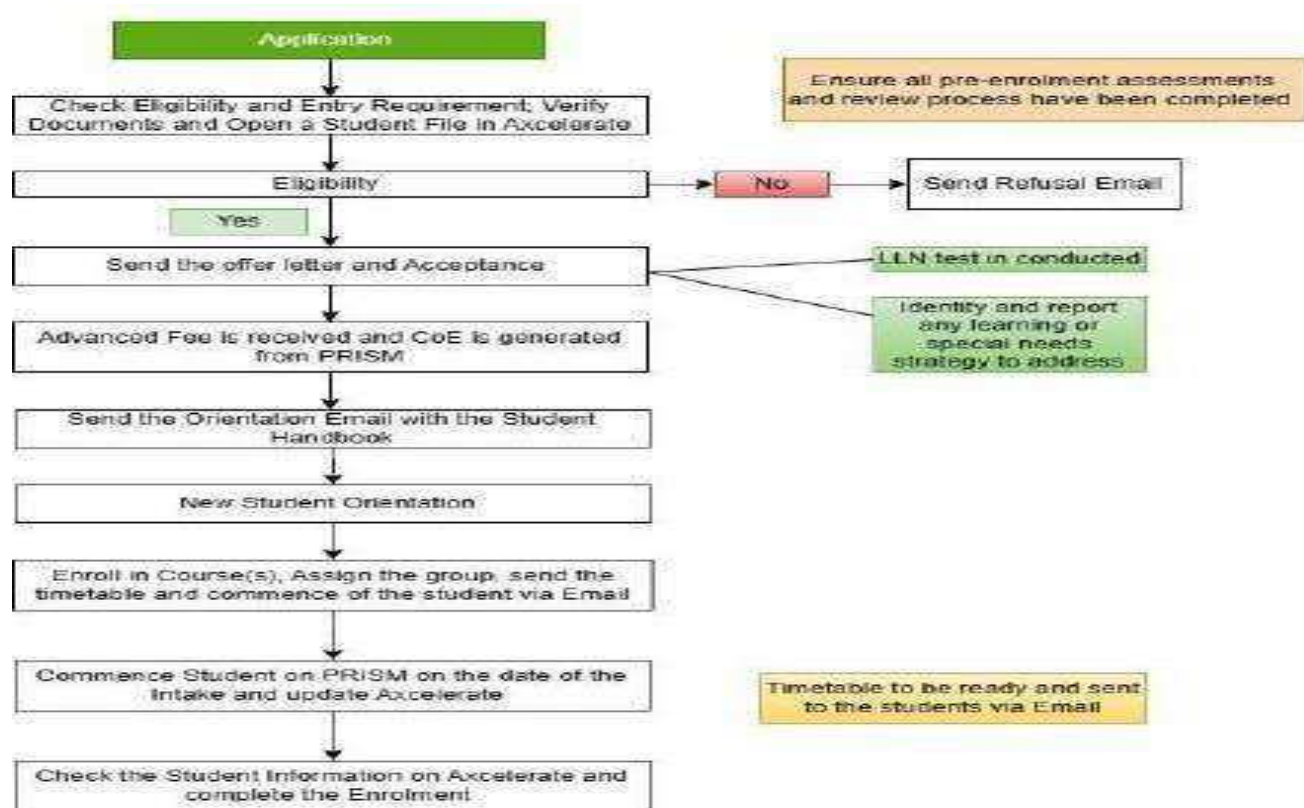 Application
Check Eligibility and Entry Requirement, Verify
Documents and Open a Student File in Axcelerate
Ensure all pre-enrolment assessments
and review process have been completed
Eligibility
No
Send Refusal Email
Yes
Send the offer letter and Acceptance
LLN test in conducted
Identity and report
any learning or
special needs
strategy to address
Advanced Fee is received and CoE is generated
from PRISM
Send the Orientation Email with the Student
Handbook
New Student Orientation
Enroll in Course(s), Assign the group, send the
timetable and commence of the student via Email
Commence Student on PRISM on the date of the
Intake and update Axcelerate
Timetable to be ready and sent
to the students via Email
Check the Student Information on Axcelerate and
complete the Enrolment